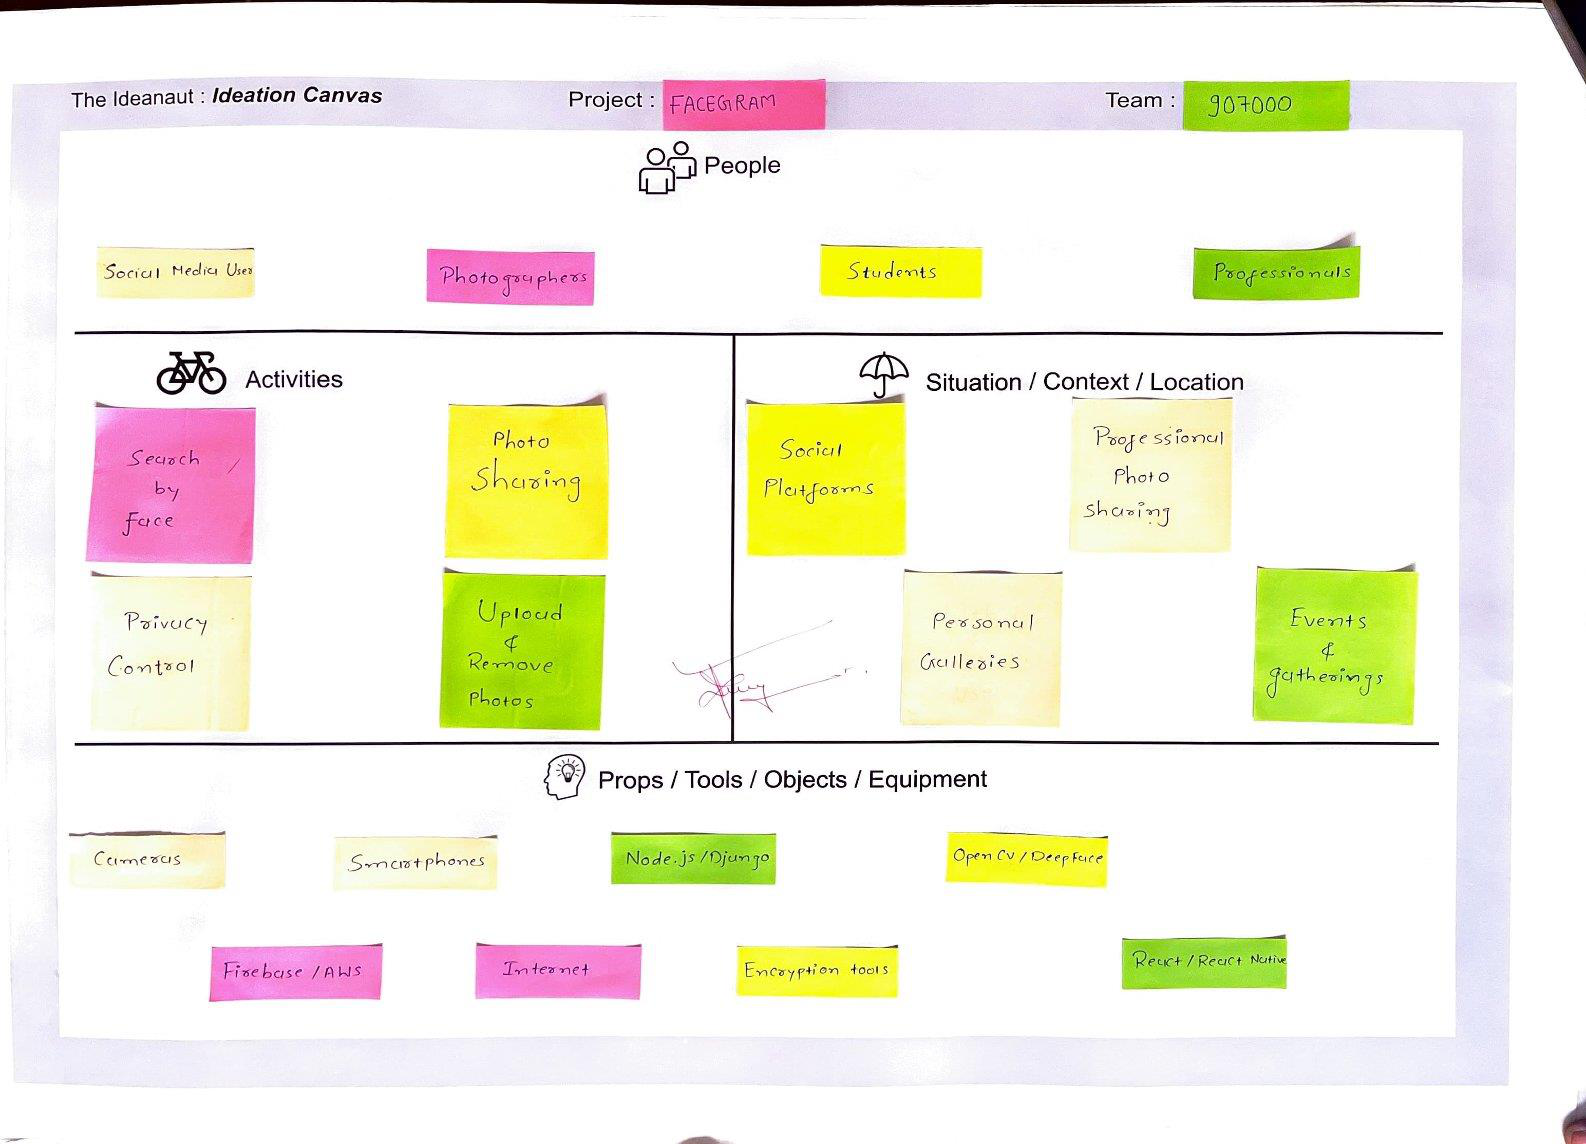 The Ideanaut : Ideation Canvas
Project : FACEGRAM
Team : 907000
People
Social Media User
Photographers
Students
Professionals
Activities
Search
by
face
Photo
Sharing
Privacy
Control
Upload
&
Remove
Photos
Situation / Context / Location
Social
Platforms
Professional
Photo
Sharing
Personal
Galleries
Events
&
gatherings
Props / Tools / Objects / Equipment
Cameras
Smartphones
Node.js/Django
OpenCV/DeepFace
Firebase/AWS
Internet
Encryption tools
React/React Native